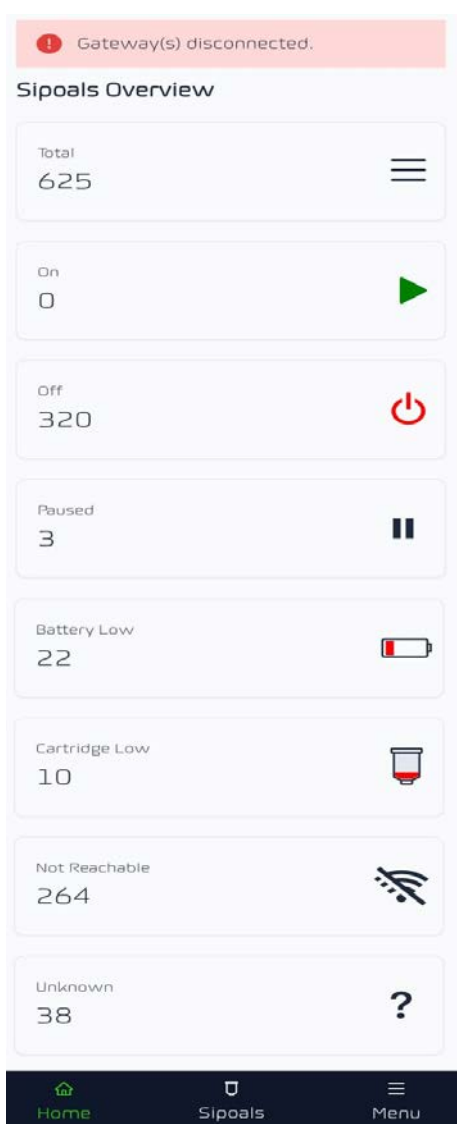 Gateway(s) disconnected.
Sipoals Overview
Total
625
On
0
Off
320
Paused
3
Battery Low
22
Cartridge Low
10
Not Reachable
264
Unknown
38
?
Home Sipoals Menu